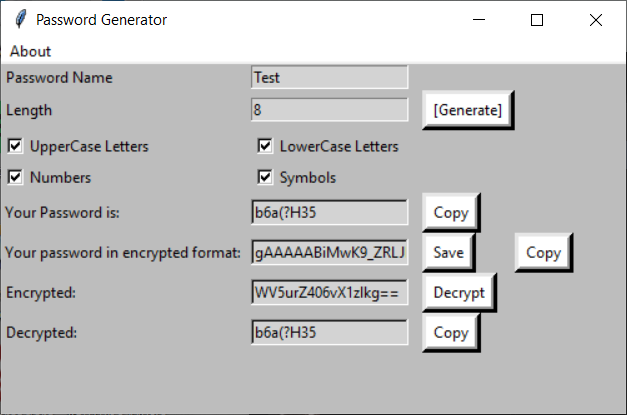 Password Generator
About
Password Name Test
Length 8 [Generate]
UpperCase Letters LowerCase Letters
Numbers Symbols
Your Password is: b6a(?H35 Copy
Your password in encrypted format: gAAAAABiMwK9_ZRLJ Save Copy
Encrypted: WV5urZ406vX1zlkg== Decrypt
Decrypted: b6a(?H35 Copy